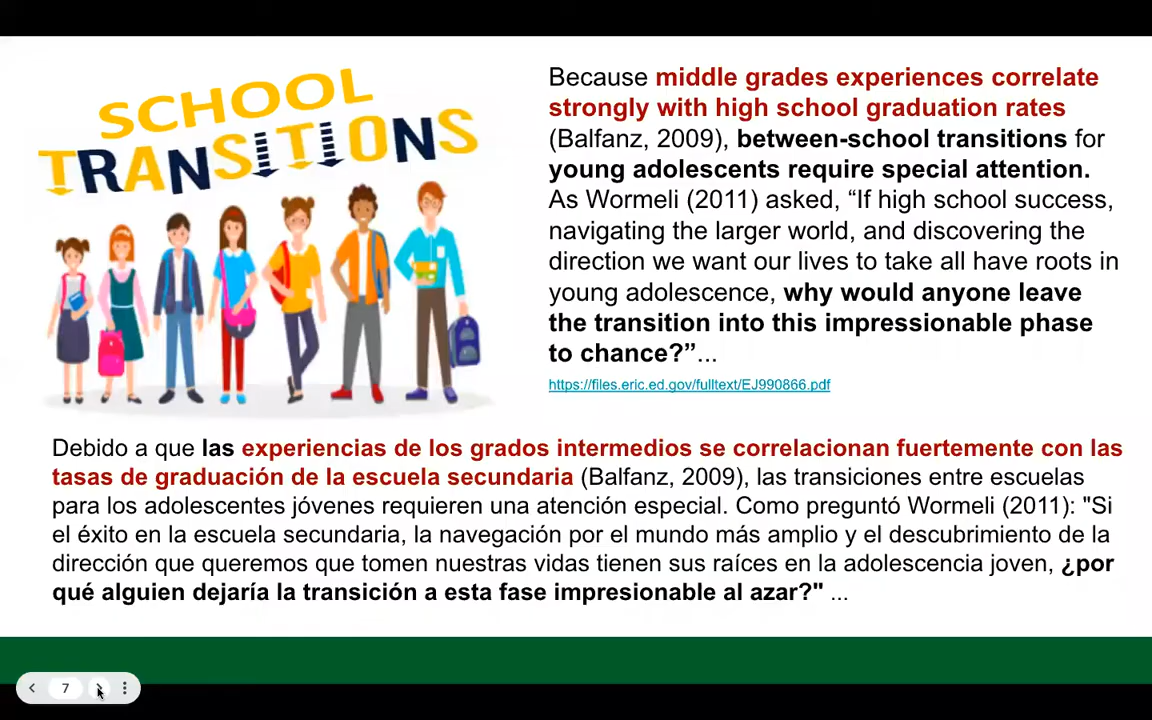 SCHOOL
TRANSITIONS
Because middle grades experiences correlate
strongly with high school graduation rates
(Balfanz, 2009), between-school transitions for
young adolescents require special attention.
As Wormeli (2011) asked, “If high school success,
navigating the larger world, and discovering the
direction we want our lives to take all have roots in
young adolescence, why would anyone leave
the transition into this impressionable phase
to chance?”...
https://files.eric.ed.gov/fulltext/EJ990866.pdf
Debido a que las experiencias de los grados intermedios se correlacionan fuertemente con las
tasas de graduación de la escuela secundaria (Balfanz, 2009), las transiciones entre escuelas
para los adolescentes jóvenes requieren una atención especial. Como preguntó Wormeli (2011): "Si
el éxito en la escuela secundaria, la navegación por el mundo más amplio y el descubrimiento de la
dirección que queremos que tomen nuestras vidas tienen sus raíces en la adolescencia joven, ¿por
qué alguien dejaría la transición a esta fase impresionable al azar?" ...
7